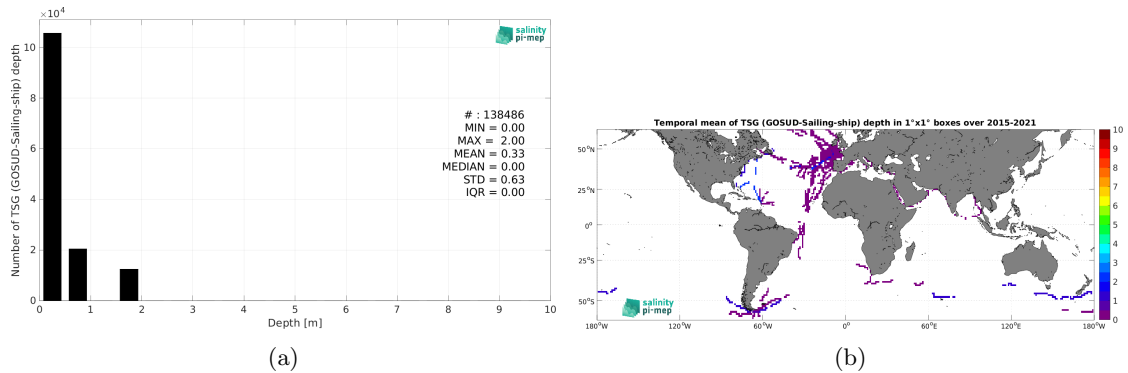 ×10⁴
salinity
pi-mep
Number of TSG (GOSUD-Sailing-ship) depth
10
8
6
4
2
0
# : 138486
MIN = 0.00
MAX = 2.00
MEAN = 0.33
MEDIAN = 0.00
STD = 0.63
IQR = 0.00
0 1 2 3 4 5 6 7 8 9 10
Depth [m]
(a)
Temporal mean of TSG (GOSUD-Sailing-ship) depth in 1°x1° boxes over 2015-2021
50°N
25°N
0°
25°S
50°S
salinity
pi-mep
180°W 120°W 60°W 0° 60°E 120°E 180°W
10
9
8
7
6
5
4
3
2
1
0
(b)